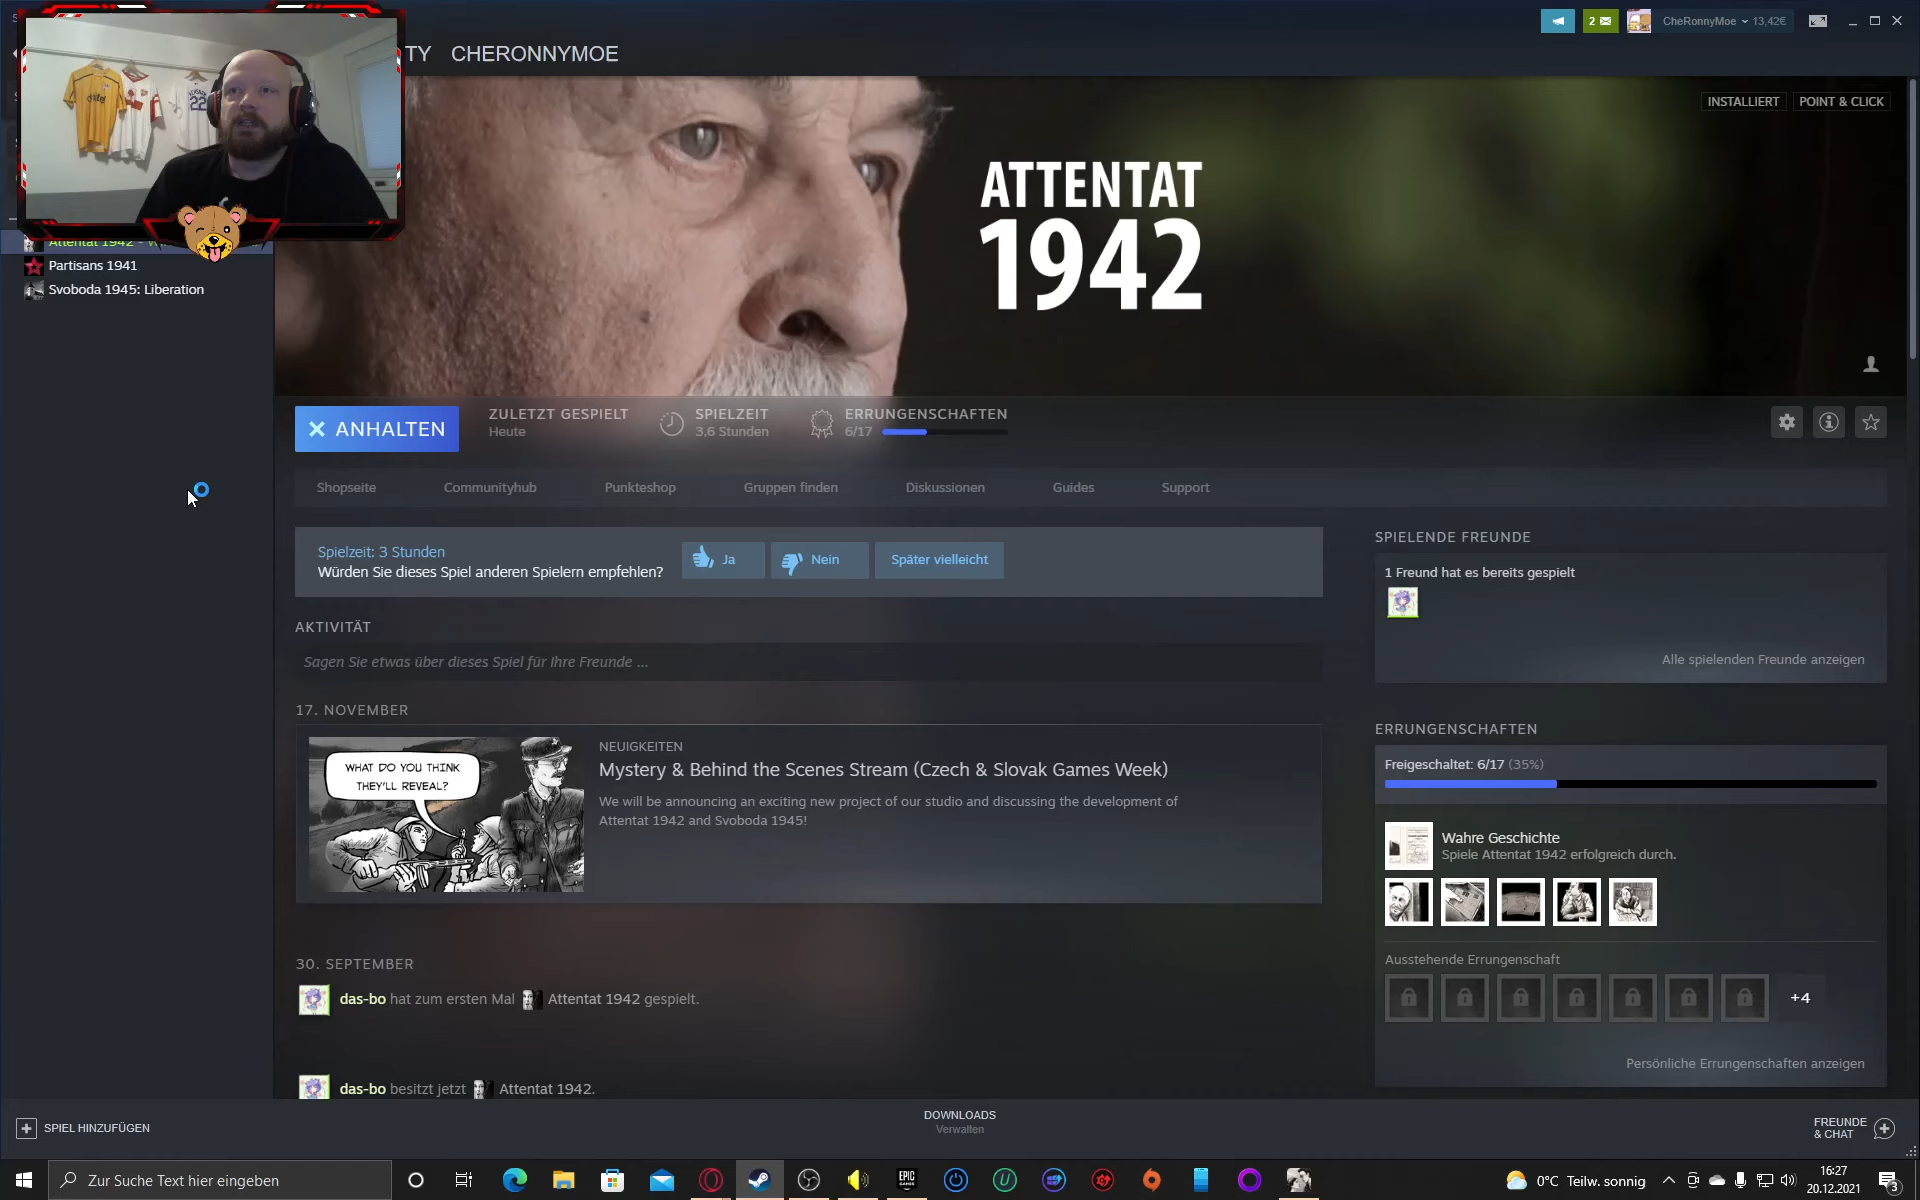 2
CheRonnyMoe
13,42€
TY
CHERONNYMOE
22
INSTALLIERT
POINT & CLICK
ATTENTAT
1942
Attentat 1942 -
Partisans 1941
Svoboda 1945: Liberation
ANHALTEN
ZULETZT GESPIELT
Heute
SPIELZEIT
3,6 Stunden
ERRUNGENSCHAFTEN
6/17
Shopseite
Communityhub
Punkteshop
Gruppen finden
Diskussionen
Guides
Support
Spielzeit: 3 Stunden
Würden Sie dieses Spiel anderen Spielern empfehlen?
Ja
Nein
Später vielleicht
AKTIVITÄT
Sagen Sie etwas über dieses Spiel für Ihre Freunde ...
17. NOVEMBER
WHAT DO YOU THINK
THEY'LL REVEAL?
NEUIGKEITEN
Mystery & Behind the Scenes Stream (Czech & Slovak Games Week)
We will be announcing an exciting new project of our studio and discussing the development of
Attentat 1942 and Svoboda 1945!
30. SEPTEMBER
das-bo hat zum ersten Mal Attentat 1942 gespielt.
das-bo besitzt jetzt Attentat 1942.
SPIELENDE FREUNDE
1 Freund hat es bereits gespielt
Alle spielenden Freunde anzeigen
ERRUNGENSCHAFTEN
Freigeschaltet: 6/17 (35%)
Wahre Geschichte
Spiele Attentat 1942 erfolgreich durch.
Ausstehende Errungenschaft
+4
Persönliche Errungenschaften anzeigen
SPIEL HINZUFÜGEN
DOWNLOADS
Verwalten
FREUNDE
& CHAT
Zur Suche Text hier eingeben
EPIC
GAMES
0°C Teilw. sonnig
16:27
20.12.2021
3